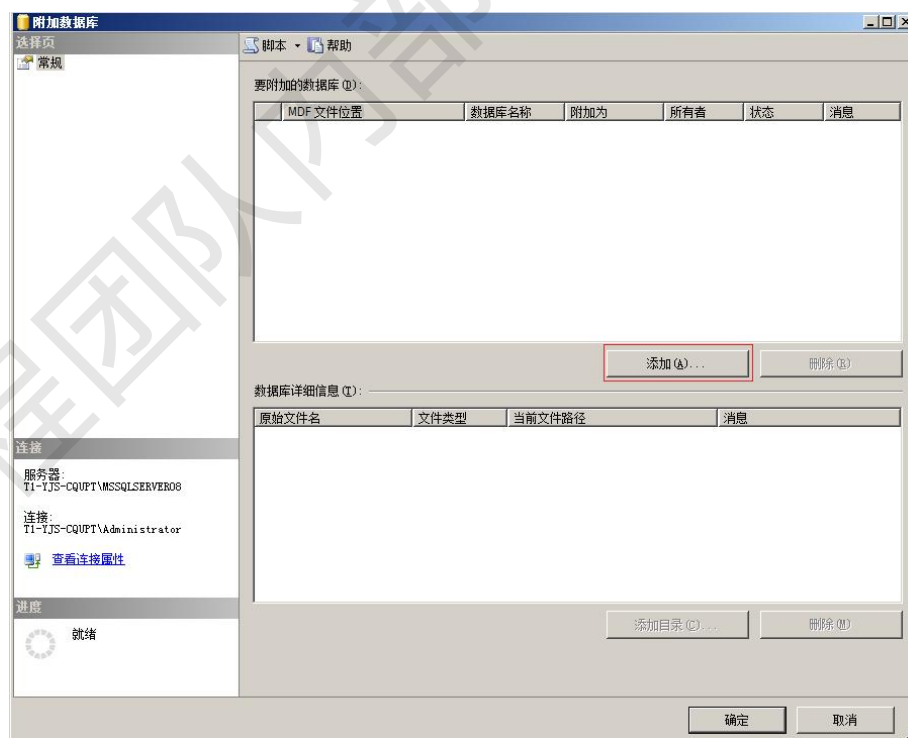 附加数据库
选择页
常规
脚本 帮助
要附加的数据库(D):
MDF 文件位置 数据库名称 附加为 所有者 状态 消息
添加(A)... 删除(R)
数据库详细信息(T):
原始文件名 文件类型 当前文件路径 消息
连接
服务器:
T1-YJS-CQUPT\MSSQLSERVER08
连接:
T1-YJS-CQUPT\Administrator
查看连接属性
进度
就绪
添加目录(C)... 删除(M)
确定 取消
程团队内部